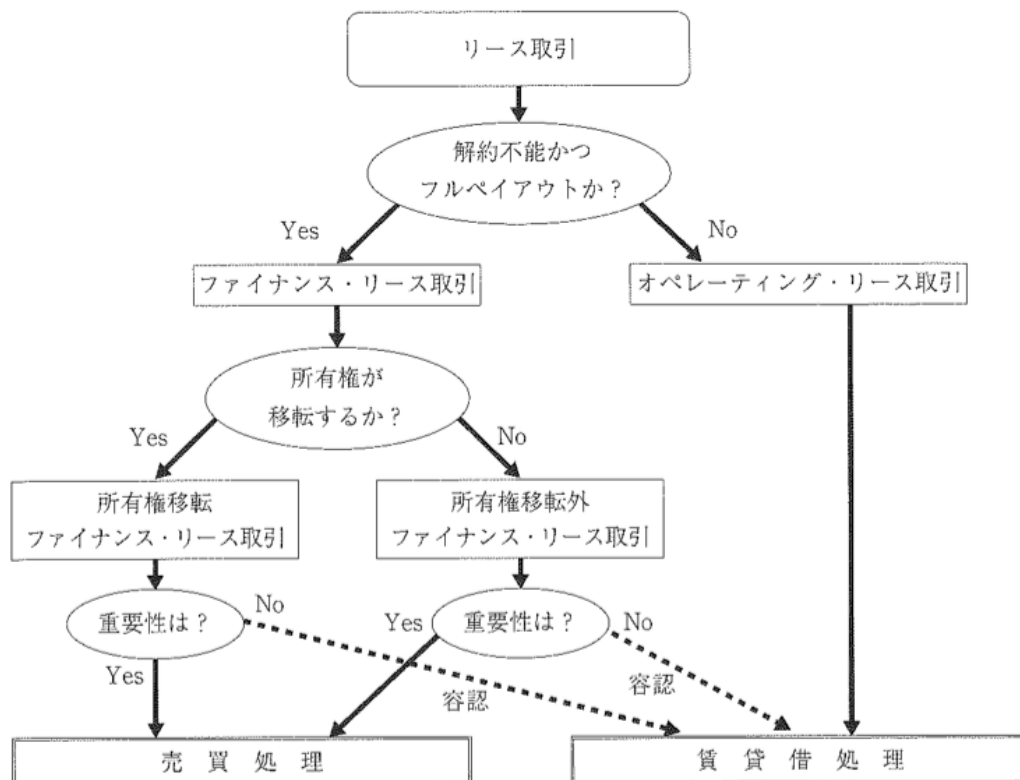 リース取引
解約不能かつ
フルペイアウトか？
Yes
No
ファイナンス・リース取引
オペレーティング・リース取引
所有権が
移転するか？
Yes
No
所有権移転
ファイナンス・リース取引
所有権移転外
ファイナンス・リース取引
重要性は？
No
Yes
重要性は？
No
Yes
容認
容認
売買処理
賃貸借処理